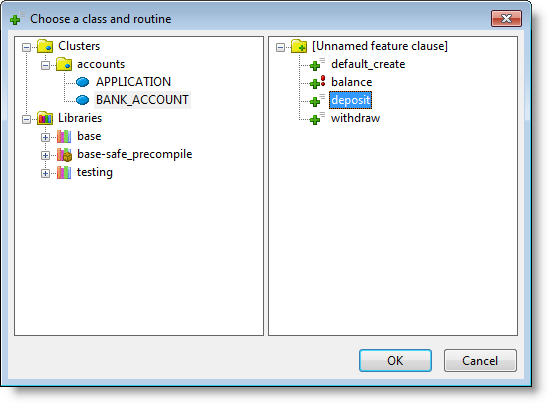 Choose a class and routine
Clusters
accounts
APPLICATION
BANK_ACCOUNT
Libraries
base
base-safe_precompile
testing
[Unnamed feature clause]
default_create
balance
deposit
withdraw
OK
Cancel